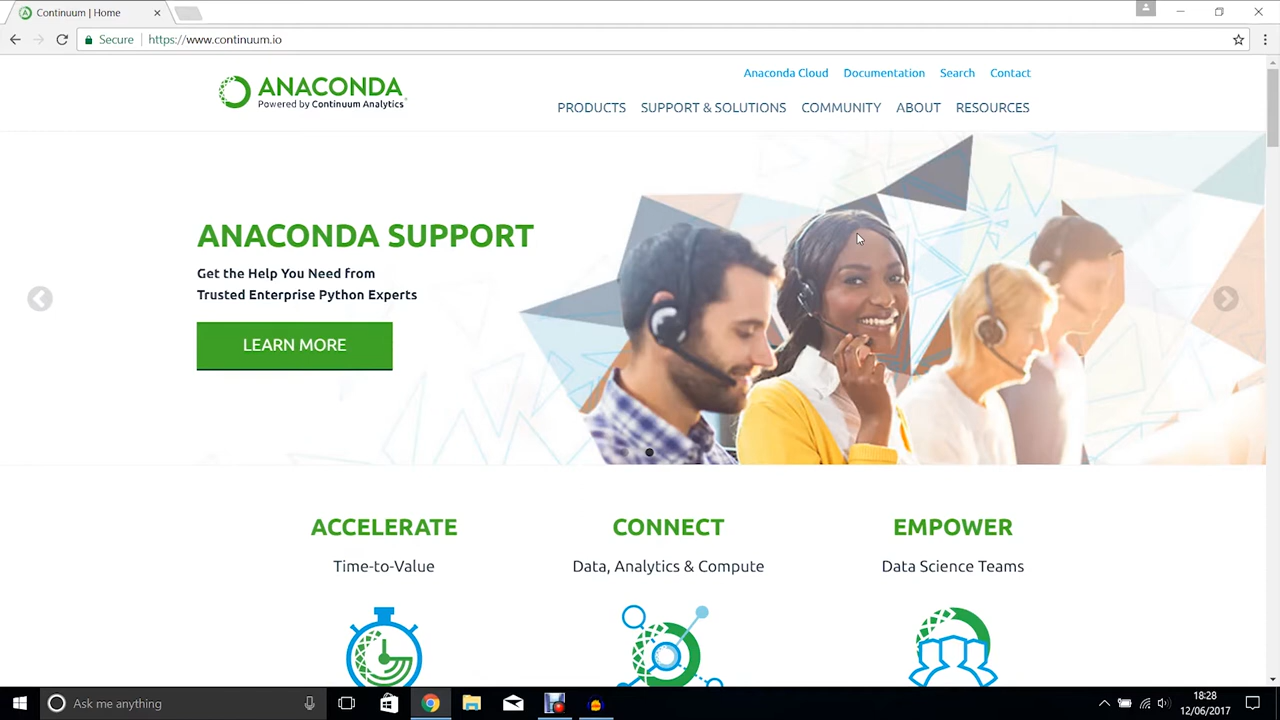 Continuum | Home
Secure https://www.continuum.io
Anaconda Cloud Documentation Search Contact
ANACONDA
Powered by Continuum Analytics
PRODUCTS SUPPORT & SOLUTIONS COMMUNITY ABOUT RESOURCES
ANACONDA SUPPORT
Get the Help You Need from
Trusted Enterprise Python Experts
LEARN MORE
ACCELERATE CONNECT EMPOWER
Time-to-Value Data, Analytics & Compute Data Science Teams
Ask me anything
18:28
12/06/2017